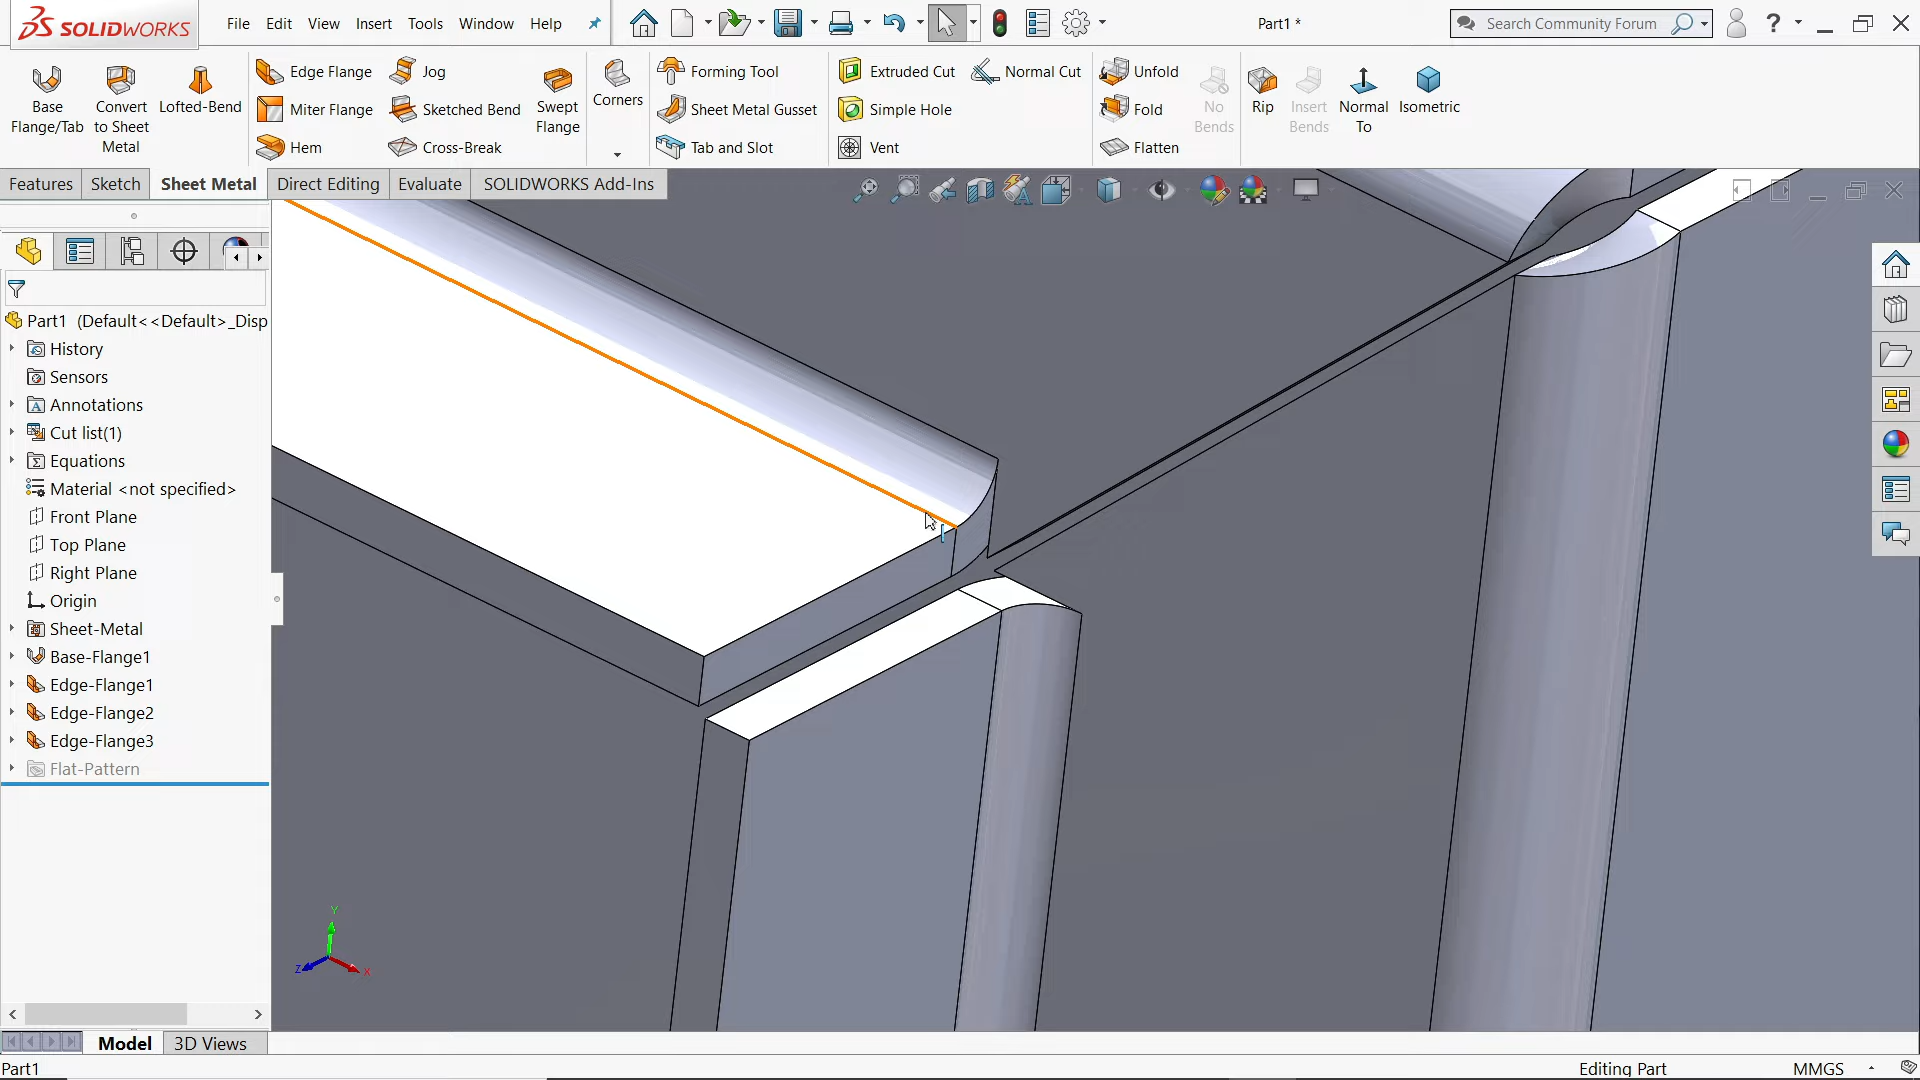 SOLIDWORKS File Edit View Insert Tools Window Help Part1 * Search Community Forum ?
Base Flange/Tab
Convert to Sheet Metal
Lofted-Bend
Edge Flange
Miter Flange
Hem
Jog
Sketched Bend
Cross-Break
Swept Flange
Corners
Forming Tool
Sheet Metal Gusset
Tab and Slot
Extruded Cut
Simple Hole
Vent
Normal Cut
Unfold
Fold
Flatten
No Bends
Rip
Insert Bends
Normal To
Isometric
Features Sketch Sheet Metal Direct Editing Evaluate SOLIDWORKS Add-Ins
Part1 (Default<<Default>_Disp
History
Sensors
Annotations
Cut list(1)
Equations
Material <not specified>
Front Plane
Top Plane
Right Plane
Origin
Sheet-Metal
Base-Flange1
Edge-Flange1
Edge-Flange2
Edge-Flange3
Flat-Pattern
Y
Z
X
Model 3D Views
Part1 Editing Part MMGS